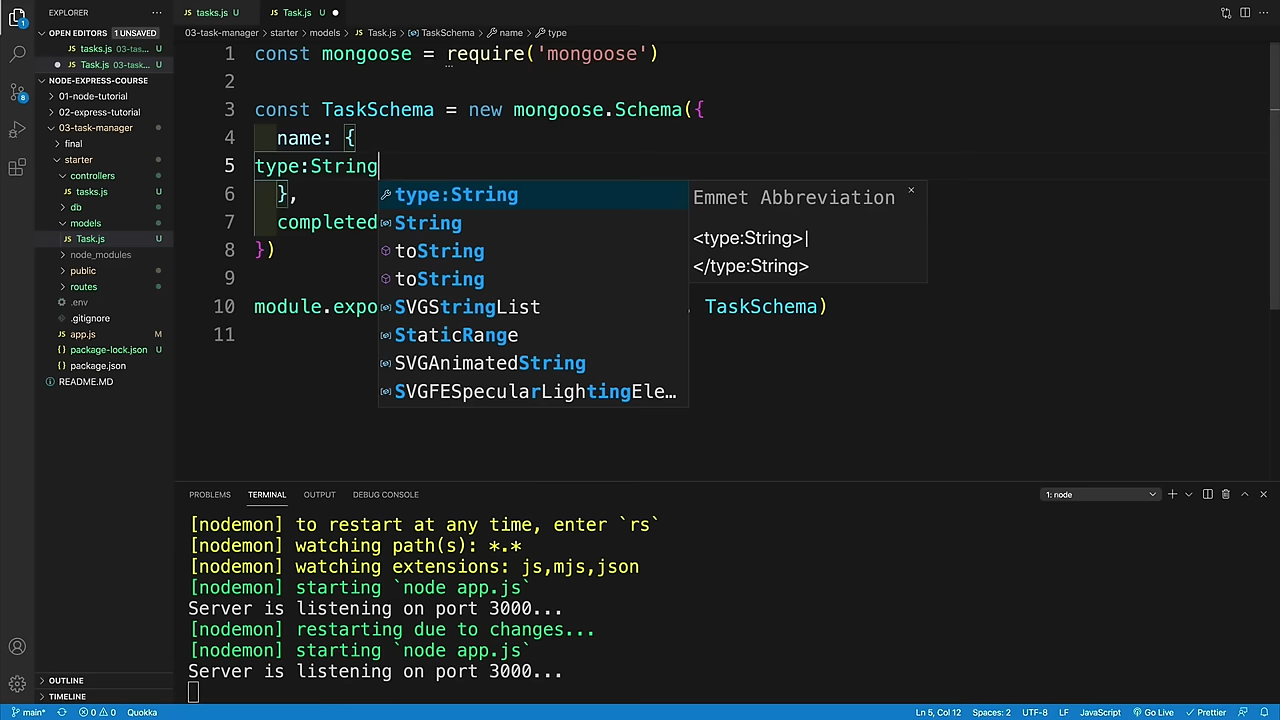 EXPLORER
OPEN EDITORS 1 UNSAVED
tasks.js 03-ta... U
Task.js 03-task... U
NODE-EXPRESS-COURSE
01-node-tutorial
02-express-tutorial
03-task-manager
final
starter
controllers
tasks.js U
db
models
Task.js U
node_modules
public
routes
.env
.gitignore
app.js M
package-lock.json U
package.json
README.MD
OUTLINE
TIMELINE
1
8
tasks.js U
Task.js U
03-task-manager > starter > models > Task.js > TaskSchema > name > type
1 const mongoose = require('mongoose')
2
3 const TaskSchema = new mongoose.Schema({
4 name: {
5 type:String
6 },
7 completed
8 })
9
10 module.expo TaskSchema)
11
type:String
String
toString
toString
SVGStringList
StaticRange
SVGAnimatedString
SVGFESpecularLightingEle...
Emmet Abbreviation ×
<type:String>|
</type:String>
PROBLEMS TERMINAL OUTPUT DEBUG CONSOLE 1: node
[nodemon] to restart at any time, enter `rs`
[nodemon] watching path(s): *.*
[nodemon] watching extensions: js,mjs,json
[nodemon] starting `node app.js`
Server is listening on port 3000...
[nodemon] restarting due to changes...
[nodemon] starting `node app.js`
Server is listening on port 3000...
main* 0 0 Quokka Ln 5, Col 12 Spaces: 2 UTF-8 LF JavaScript Go Live Prettier